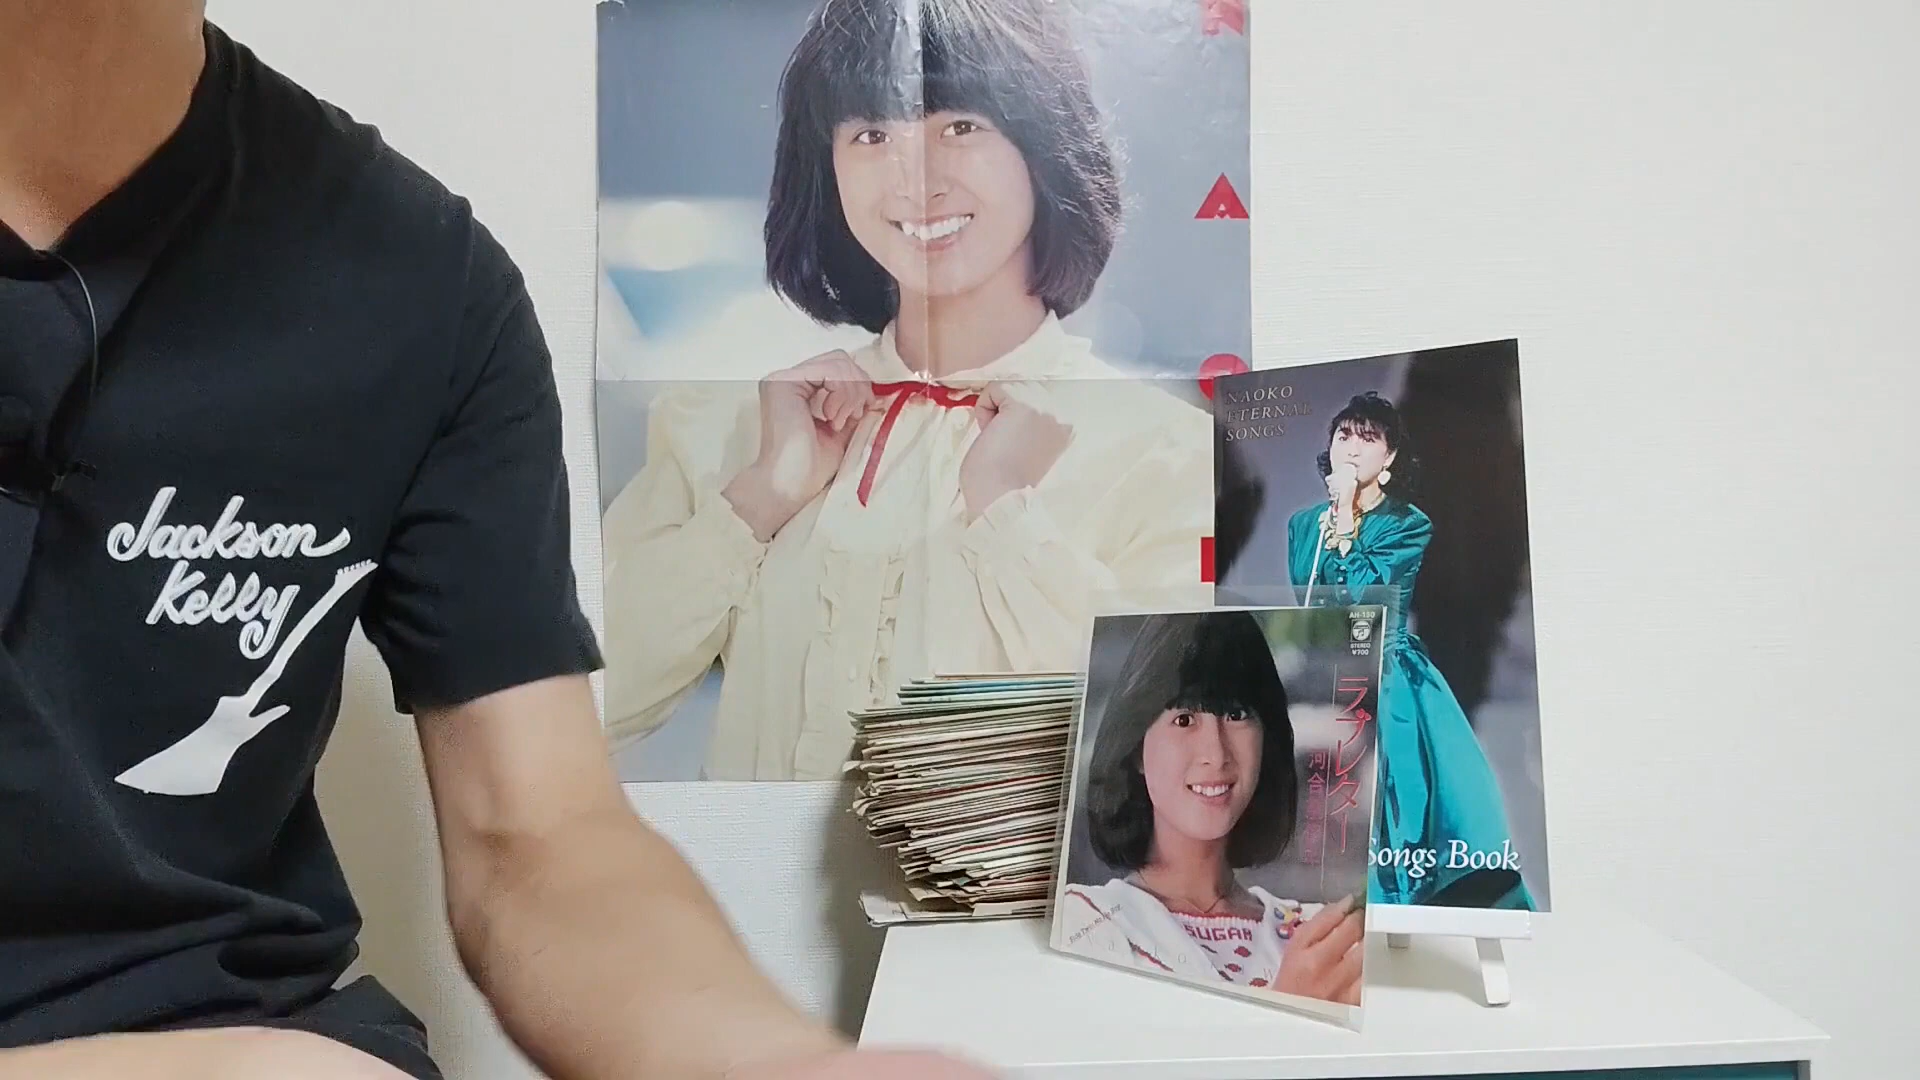 Jackson
Kelly
NAOKO
ETERNAL
SONGS
Songs Book
AH-130
STEREO
¥700
ラブレター
河合
SUGAR